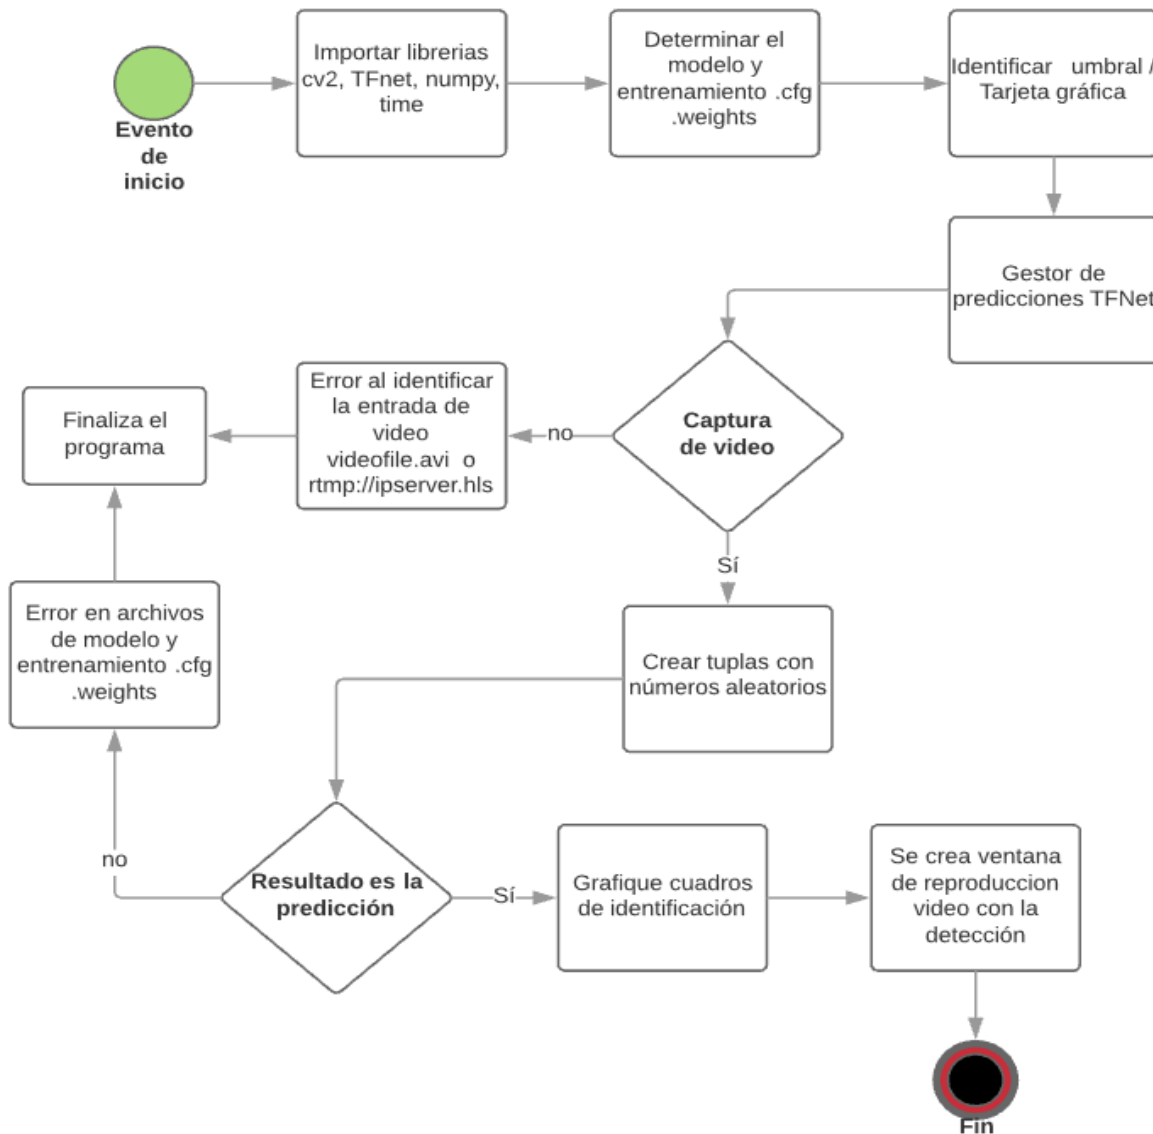 Evento
de
inicio
Importar librerias
cv2, TFnet, numpy,
time
Determinar el
modelo y
entrenamiento .cfg
.weights
Identificar umbral /
Tarjeta gráfica
Gestor de
predicciones TFNet
Captura
de video
no
Error al identificar
la entrada de
video
videofile.avi o
rtmp://ipserver.hls
Finaliza el
programa
Sí
Crear tuplas con
números aleatorios
Error en archivos
de modelo y
entrenamiento .cfg
.weights
no
Resultado es la
predicción
Sí
Grafique cuadros
de identificación
Se crea ventana
de reproduccion
video con la
detección
Fin